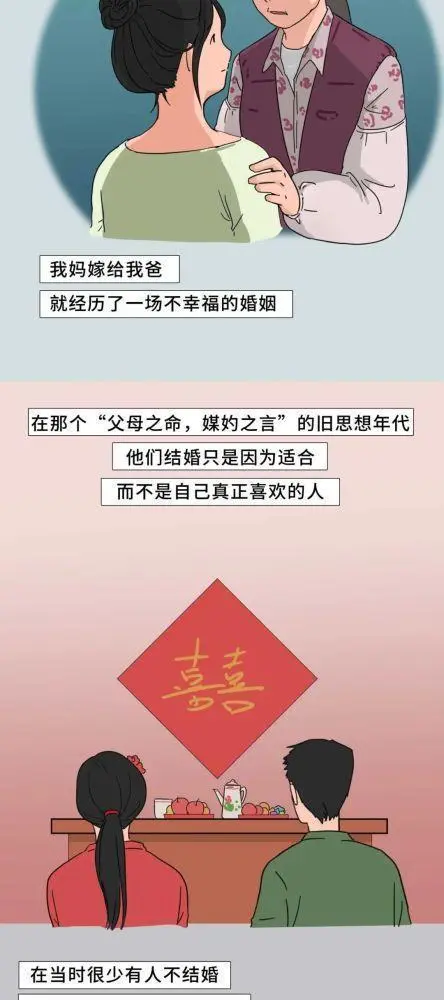 我妈嫁给我爸
就经历了一场不幸福的婚姻
在那个“父母之命，媒妁之言”的旧思想年代
他们结婚只是因为适合
而不是自己真正喜欢的人
囍
在当时很少有人不结婚